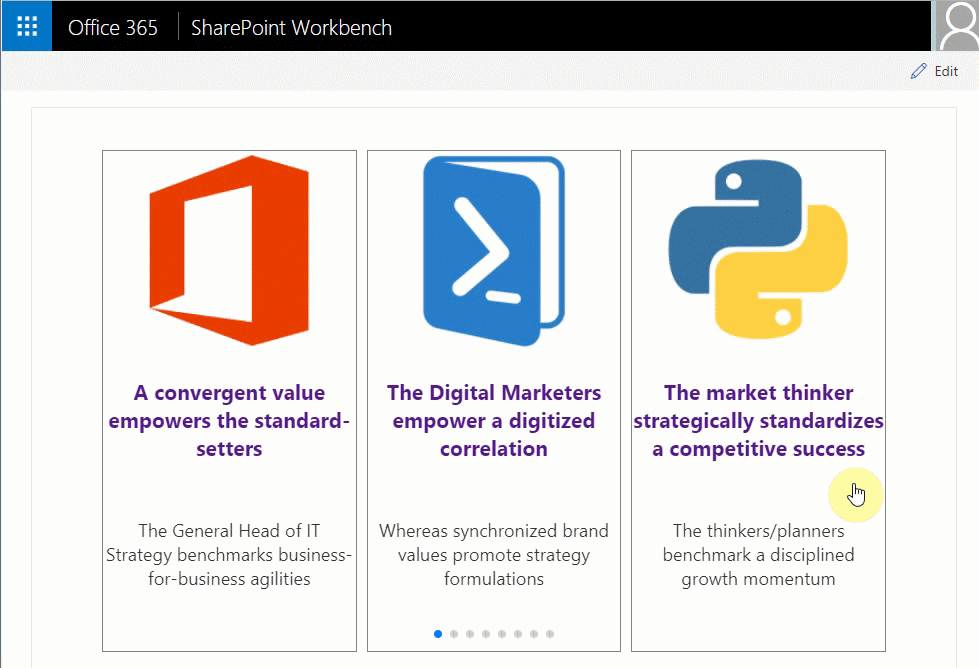 Office 365
SharePoint Workbench
Edit
A convergent value
empowers the standard-
setters
The General Head of IT
Strategy benchmarks business-
for-business agilities
The Digital Marketers
empower a digitized
correlation
Whereas synchronized brand
values promote strategy
formulations
The market thinker
strategically standardizes
a competitive success
The thinkers/planners
benchmark a disciplined
growth momentum